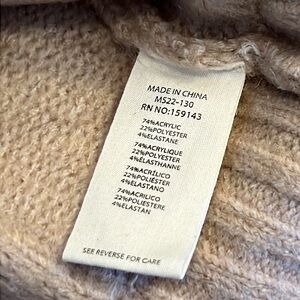 MADE IN CHINA
MS22-130
RN NO:159143
74%ACRYLIC
22%POLYESTER
4%ELASTANE
74%ACRYLIQUE
22%POLYESTER
4%ELASTHANNE
74%ACRÍLICO
22%POLIÉSTER
4%ELASTANO
74%ACRILICO
22%POLIESTERE
4%ELASTAN
SEE REVERSE FOR CARE